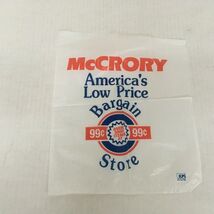 McCRORY
America's
Low Price
Bargain
99¢ 99¢
Store